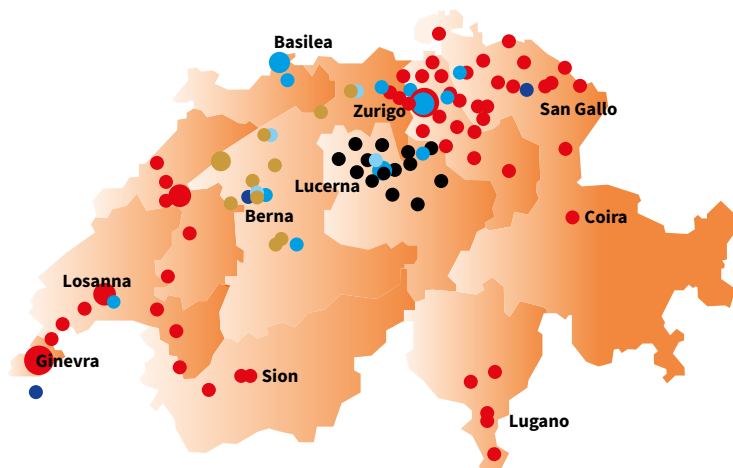 Basilea
Zurigo
San Gallo
Lucerna
Berna
Coira
Losanna
Ginevra
Sion
Lugano